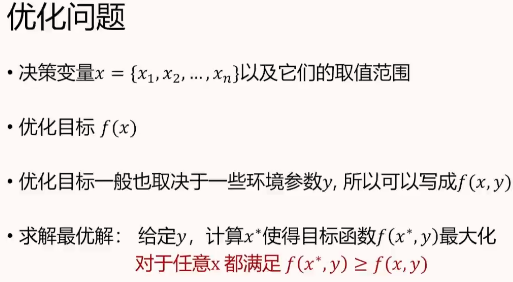 优化问题
• 决策变量x = {x₁, x₂, ..., xₙ}以及它们的取值范围
• 优化目标 f(x)
• 优化目标一般也取决于一些环境参数y, 所以可以写成f(x, y)
• 求解最优解： 给定y，计算x*使得目标函数f(x*, y)最大化
对于任意x 都满足 f(x*, y) ≥ f(x, y)